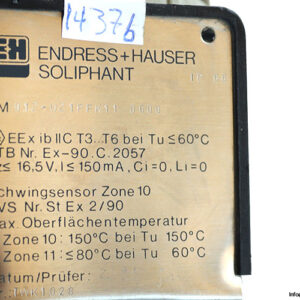 14376
EH ENDRESS+HAUSER
SOLIPHANT
EEx ib IIC T3...T6 bei Tu ≤ 60°C
TB Nr. Ex-90.C.2057
≤ 16,5V, I ≤ 150mA, Ci=0, Li=0
chwingsensor Zone 10
VS Nr. St Ex 2/90
ax. Oberflächentemperatur
Zone 10: 150°C bei Tu 150°C
Zone 11: ≤80°C bei Tu 60°C
atum/Prüfer: